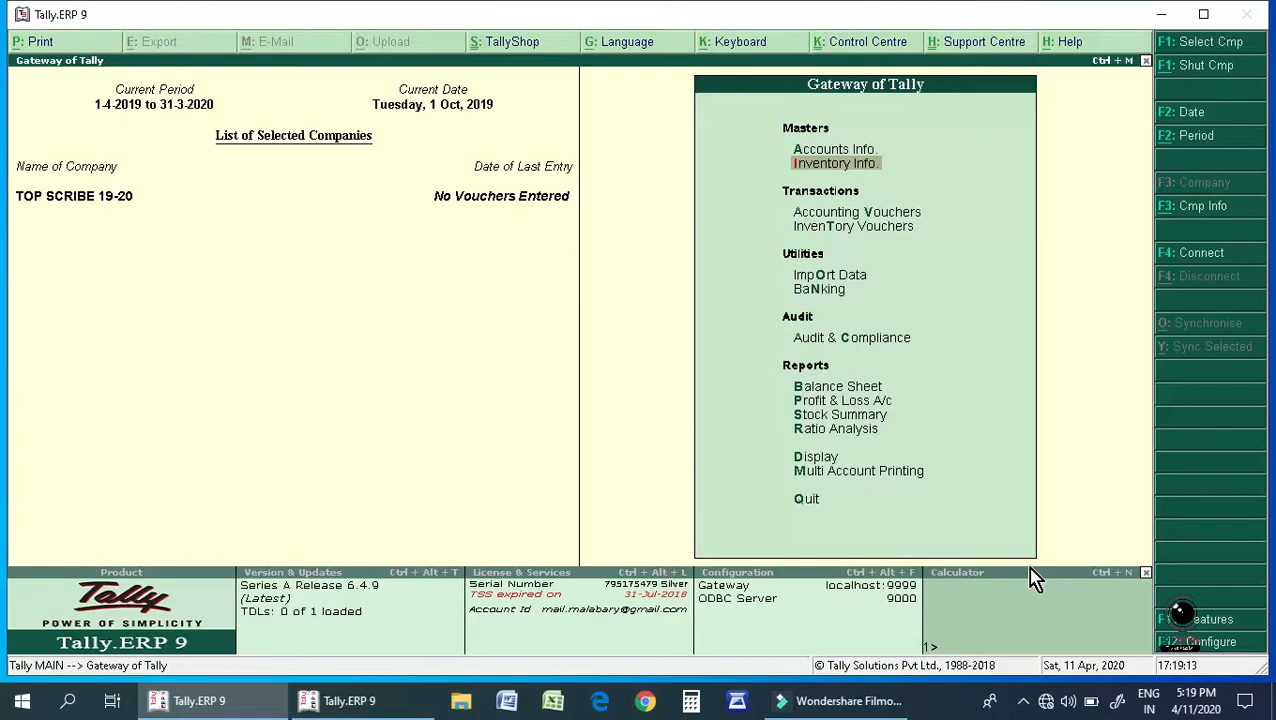 Tally.ERP 9
P: Print
E: Export
M: E-Mail
O: Upload
S: TallyShop
G: Language
K: Keyboard
K: Control Centre
H: Support Centre
H: Help
F1: Select Cmp
Gateway of Tally
Ctrl + M
F1: Shut Cmp
Current Period
1-4-2019 to 31-3-2020
Current Date
Tuesday, 1 Oct, 2019
List of Selected Companies
Name of Company
Date of Last Entry
TOP SCRIBE 19-20
No Vouchers Entered
Gateway of Tally
Masters
Accounts Info.
Inventory Info.
Transactions
Accounting Vouchers
InvenTory Vouchers
Utilities
ImpOrt Data
BaNking
Audit
Audit & Compliance
Reports
Balance Sheet
Profit & Loss A/c
Stock Summary
Ratio Analysis
Display
Multi Account Printing
Quit
F2: Date
F2: Period
F3: Company
F3: Cmp Info
F4: Connect
F4: Disconnect
O: Synchronise
Y: Sync Selected
Configure
Product
Tally
POWER OF SIMPLICITY
Tally.ERP 9
Version & Updates
Ctrl + Alt + T
Series A Release 6.4.9
(Latest)
TDLs: 0 of 1 loaded
License & Services
Ctrl + Alt + L
Serial Number
795175479 Silver
TSS expired on
31-Jul-2018
Account Id
mail.malabary@gmail.com
Configuration
Ctrl + Alt + F
Gateway
localhost:9999
ODBC Server
9000
Calculator
Ctrl + N
1 >
Tally MAIN --> Gateway of Tally
© Tally Solutions Pvt Ltd., 1988-2019
Sat, 11 Apr, 2020
17:19:13
Tally.ERP 9
Tally.ERP 9
Wondershare Filmo...
ENG
IN
5:19 PM
4/11/2020